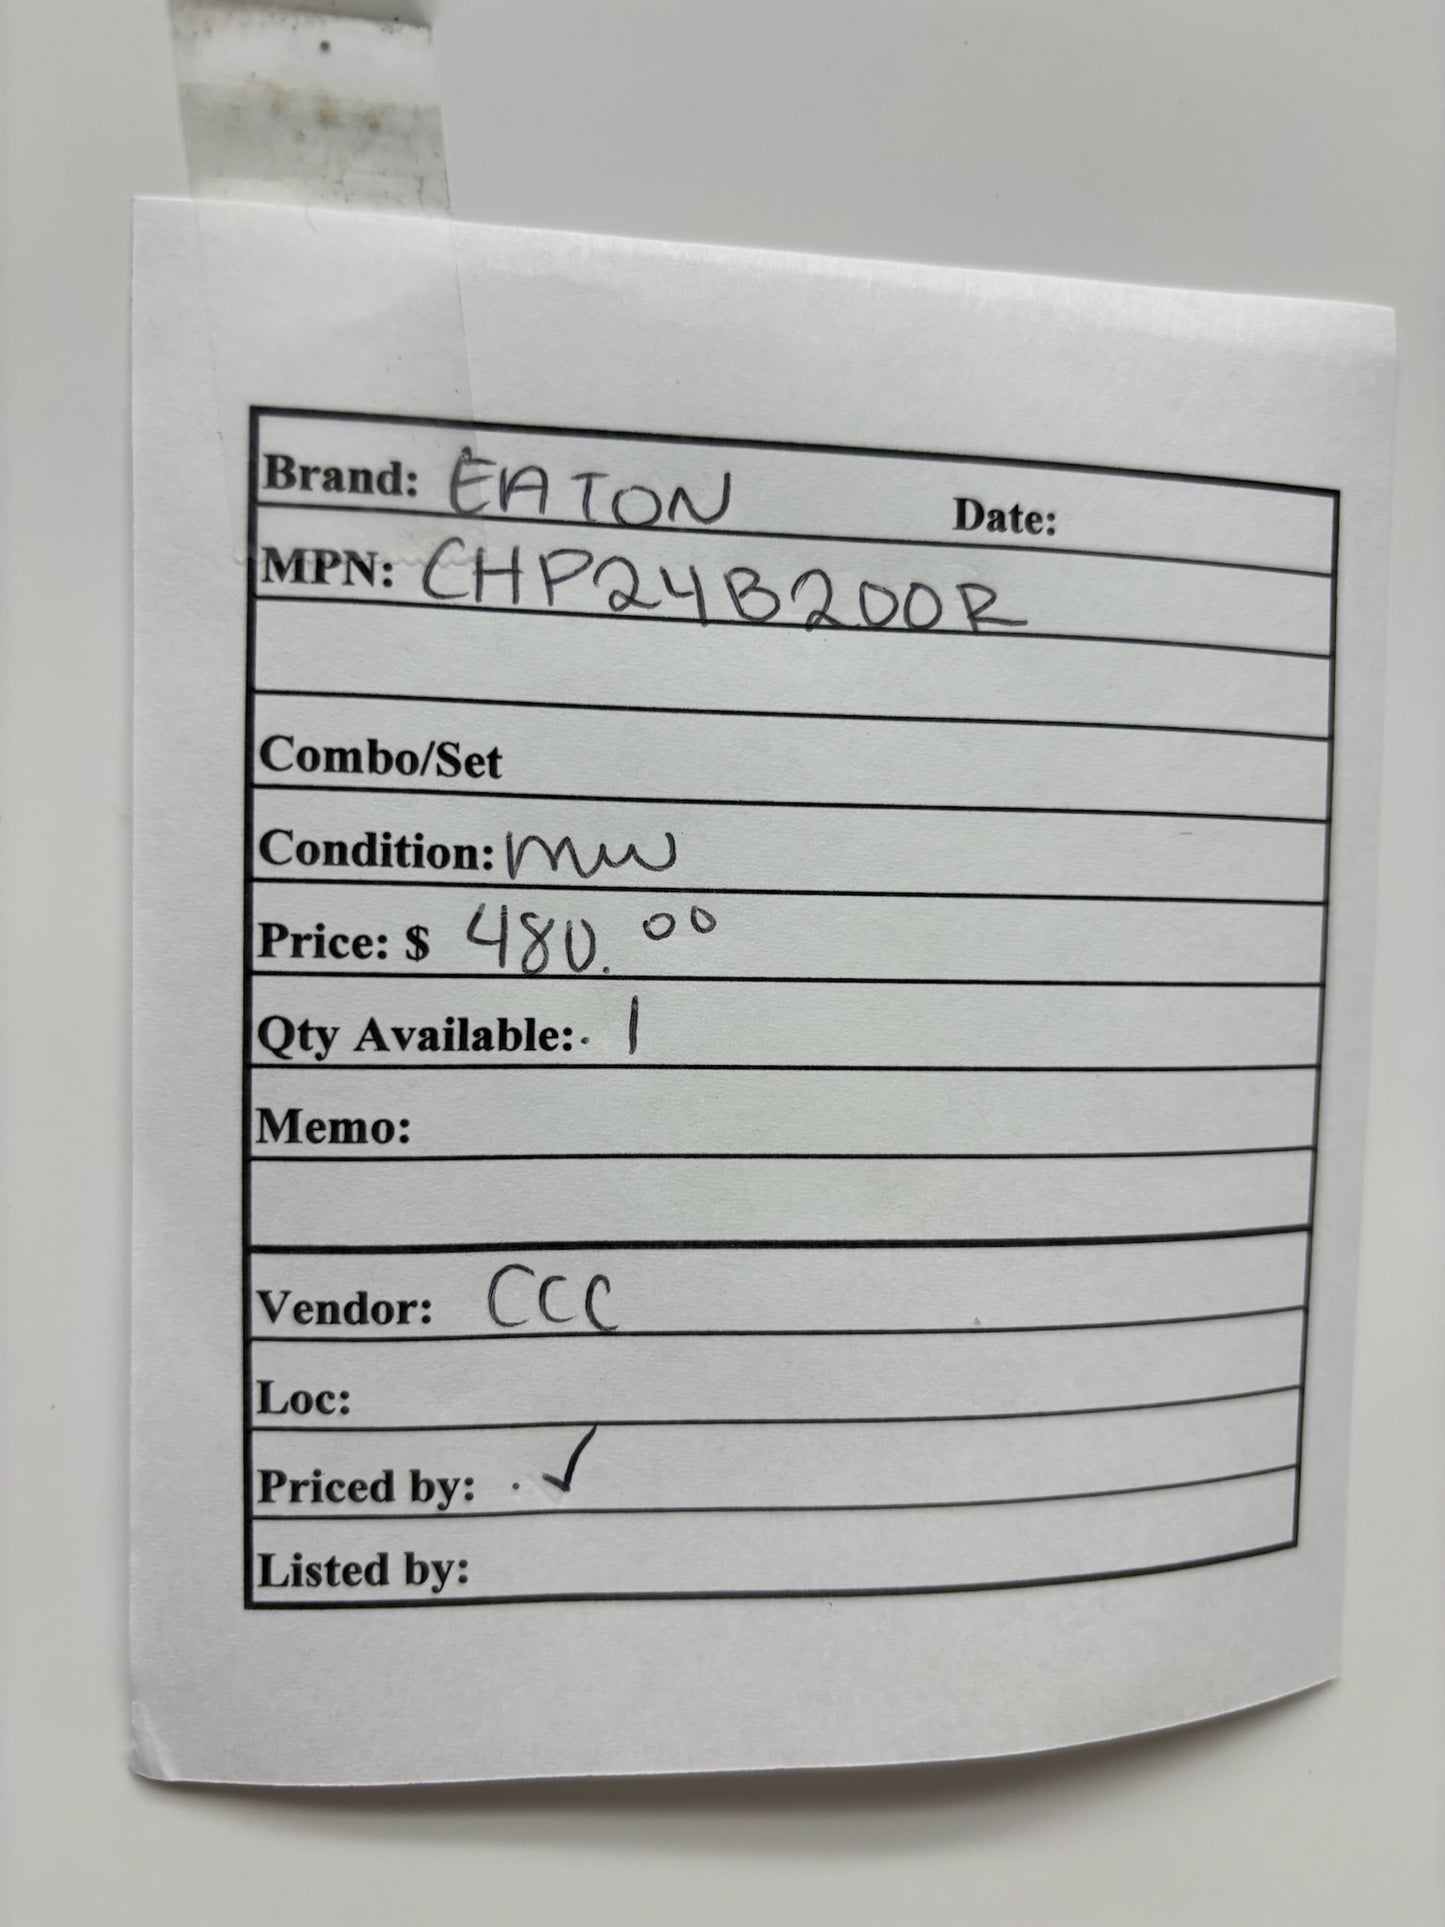 Brand: EATON Date:
MPN: CHP24B200R
Combo/Set
Condition:
Price: $ 480.00
Qty Available: 1
Memo:
Vendor: CCC
Loc:
Priced by: ✓
Listed by: